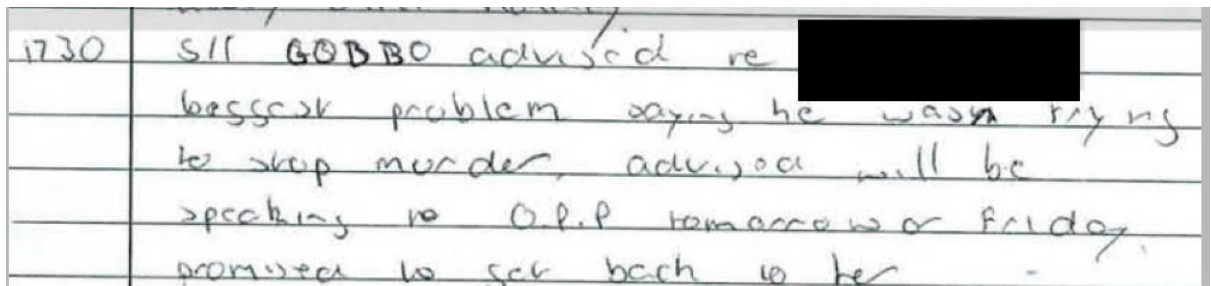 1730 S/T GOBBO advised re
biggest problem saying he wasn trying
to stop murder, advised will be
speaking to O.P.P tomorrow or Friday.
promised to get back to her